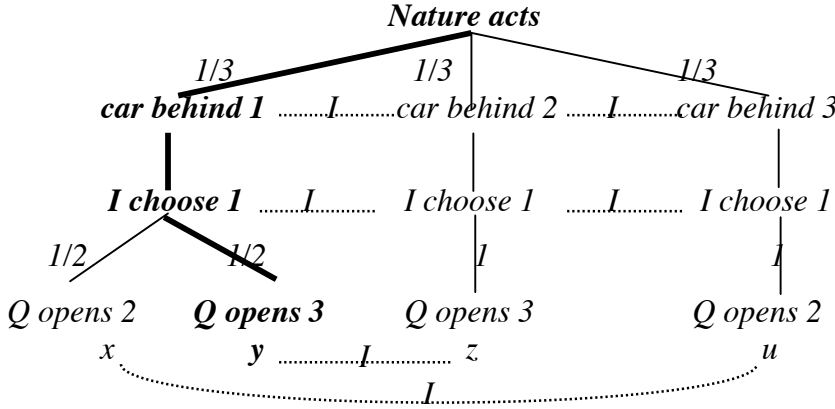 Nature acts
1/3 1/3 1/3
car behind 1 I car behind 2 I car behind 3
I choose 1 I I choose 1 I I choose 1
1/2 1/2 1 1
Q opens 2 Q opens 3 Q opens 3 Q opens 2
x y I z u
I